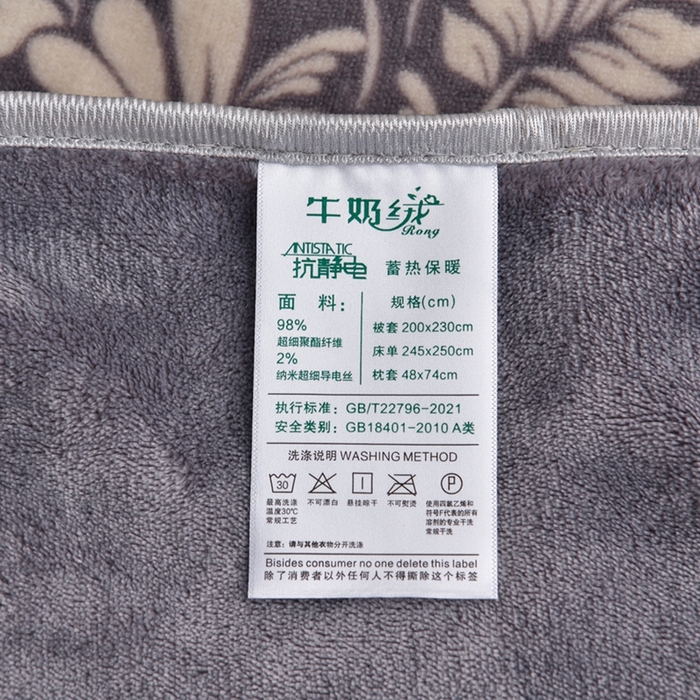 牛奶绒
Rong
ANTISTATIC
抗静电 蓄热保暖
面 料：
98%
超细聚酯纤维
2%
纳米超细导电丝
规格(cm)
被套 200x230cm
床单 245x250cm
枕套 48x74cm
执行标准：GB/T22796-2021
安全类别：GB18401-2010 A类
洗涤说明 WASHING METHOD
30
P
最高洗涤
温度30℃
常规工艺
不可漂白
悬挂晾干
不可熨烫
使用四氯乙烯和
符号F代表的所有
溶剂的专业干洗
常规干洗
注意：请与其他衣物分开洗涤
Bisides consumer no one delete this label
除了消费者以外任何人不得撕除这个标签